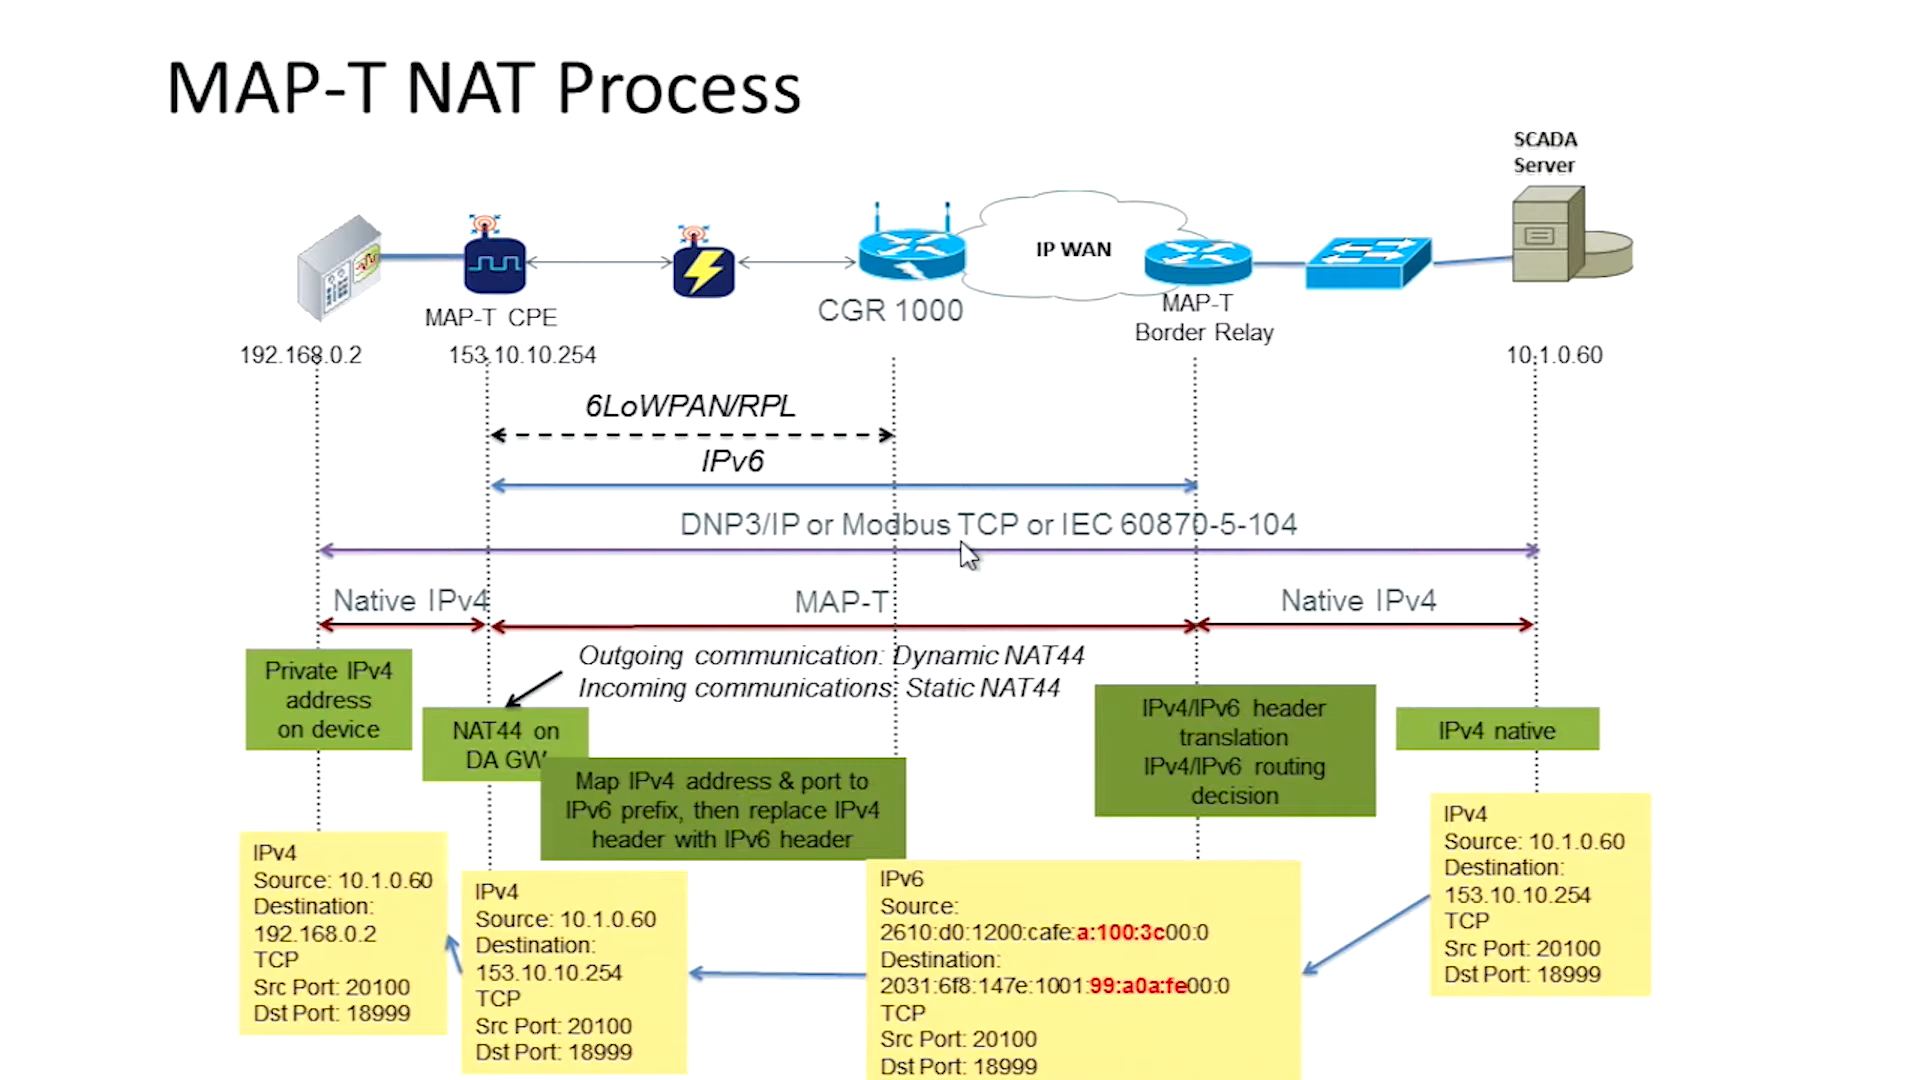 MAP-T NAT Process
SCADA
Server
IP WAN
MAP-T CPE
CGR 1000
MAP-T
Border Relay
192.168.0.2
153.10.10.254
10.1.0.60
6LoWPAN/RPL
IPv6
DNP3/IP or Modbus TCP or IEC 60870-5-104
Native IPv4
MAP-T
Native IPv4
Outgoing communication: Dynamic NAT44
Incoming communications: Static NAT44
Private IPv4
address
on device
NAT44 on
DA GW
Map IPv4 address & port to
IPv6 prefix, then replace IPv4
header with IPv6 header
IPv4/IPv6 header
translation
IPv4/IPv6 routing
decision
IPv4 native
IPv4
Source: 10.1.0.60
Destination:
192.168.0.2
TCP
Src Port: 20100
Dst Port: 18999
IPv4
Source: 10.1.0.60
Destination:
153.10.10.254
TCP
Src Port: 20100
Dst Port: 18999
IPv6
Source:
2610:d0:1200:cafe:a:100:3c00:0
Destination:
2031:6f8:147e:1001:99:a0a:fe00:0
TCP
Src Port: 20100
Dst Port: 18999
IPv4
Source: 10.1.0.60
Destination:
153.10.10.254
TCP
Src Port: 20100
Dst Port: 18999